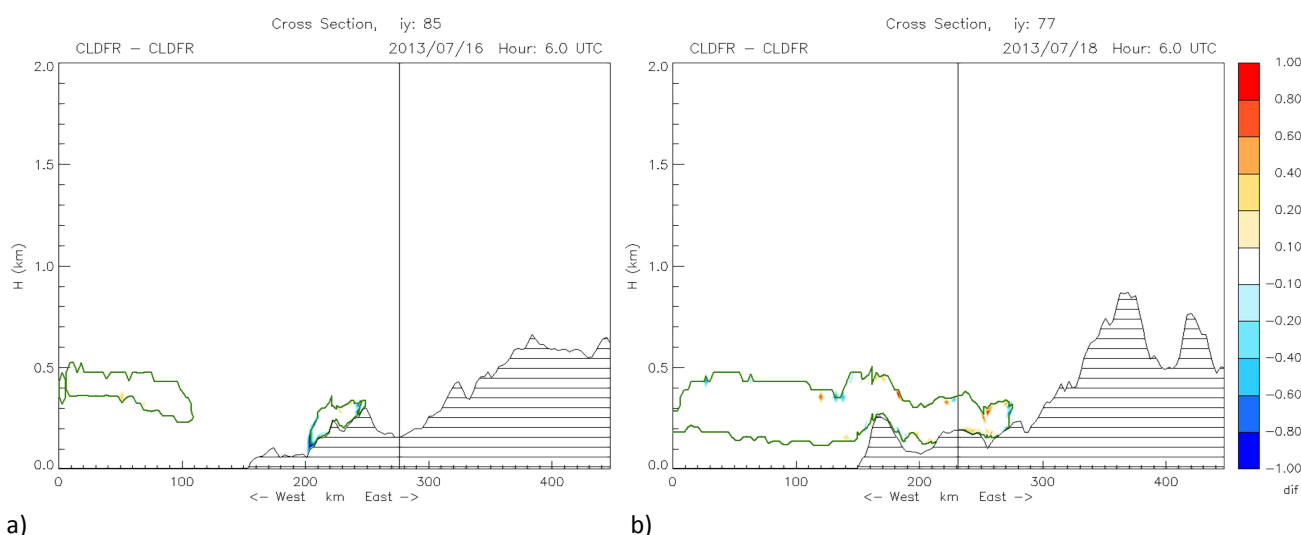 Cross Section, iy: 85
CLDFR − CLDFR 2013/07/16 Hour: 6.0 UTC
2.0
1.5
1.0
0.5
0.0
H (km)
0 100 200 300 400
<− West km East −>
a)
Cross Section, iy: 77
CLDFR − CLDFR 2013/07/18 Hour: 6.0 UTC
2.0
1.5
1.0
0.5
0.0
H (km)
0 100 200 300 400
<− West km East −>
b)
1.00
0.80
0.60
0.40
0.20
0.10
−0.10
−0.20
−0.40
−0.60
−0.80
−1.00
dif